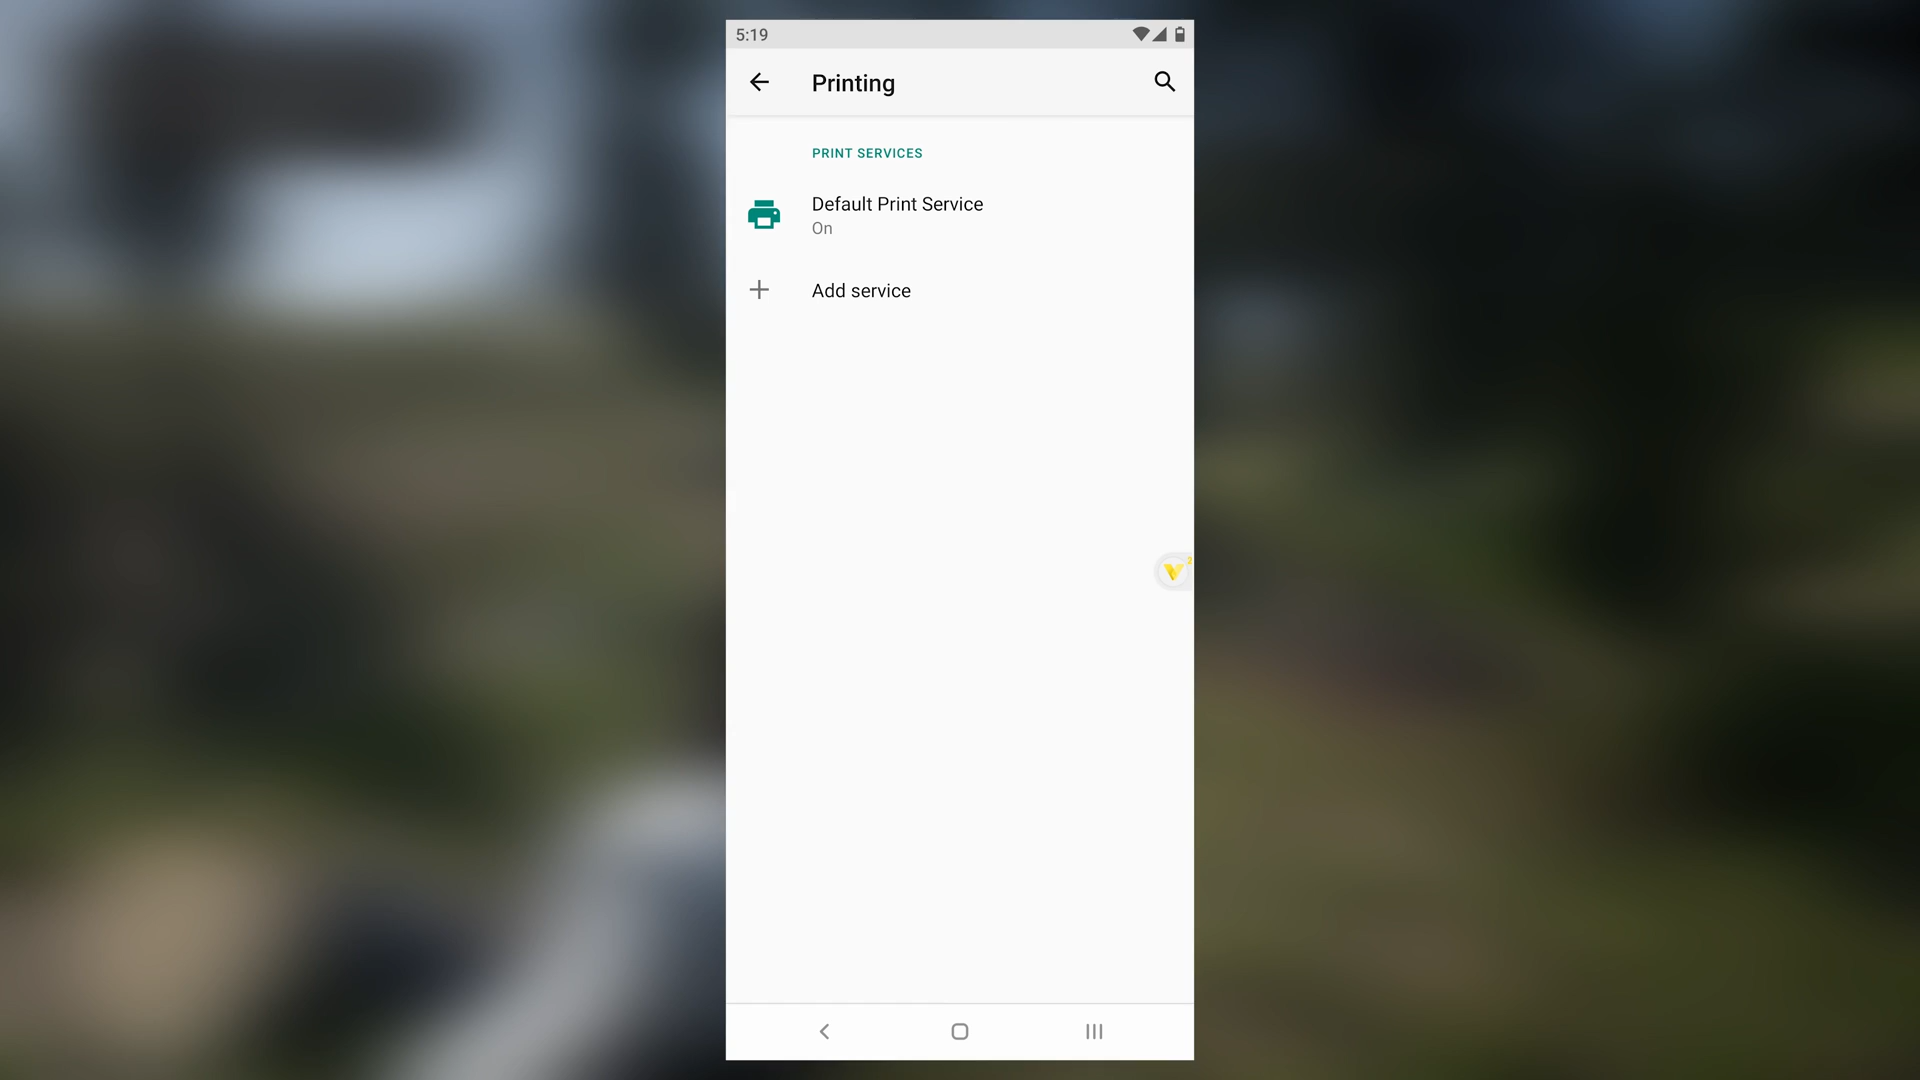 5:19
Printing
PRINT SERVICES
Default Print Service
On
Add service